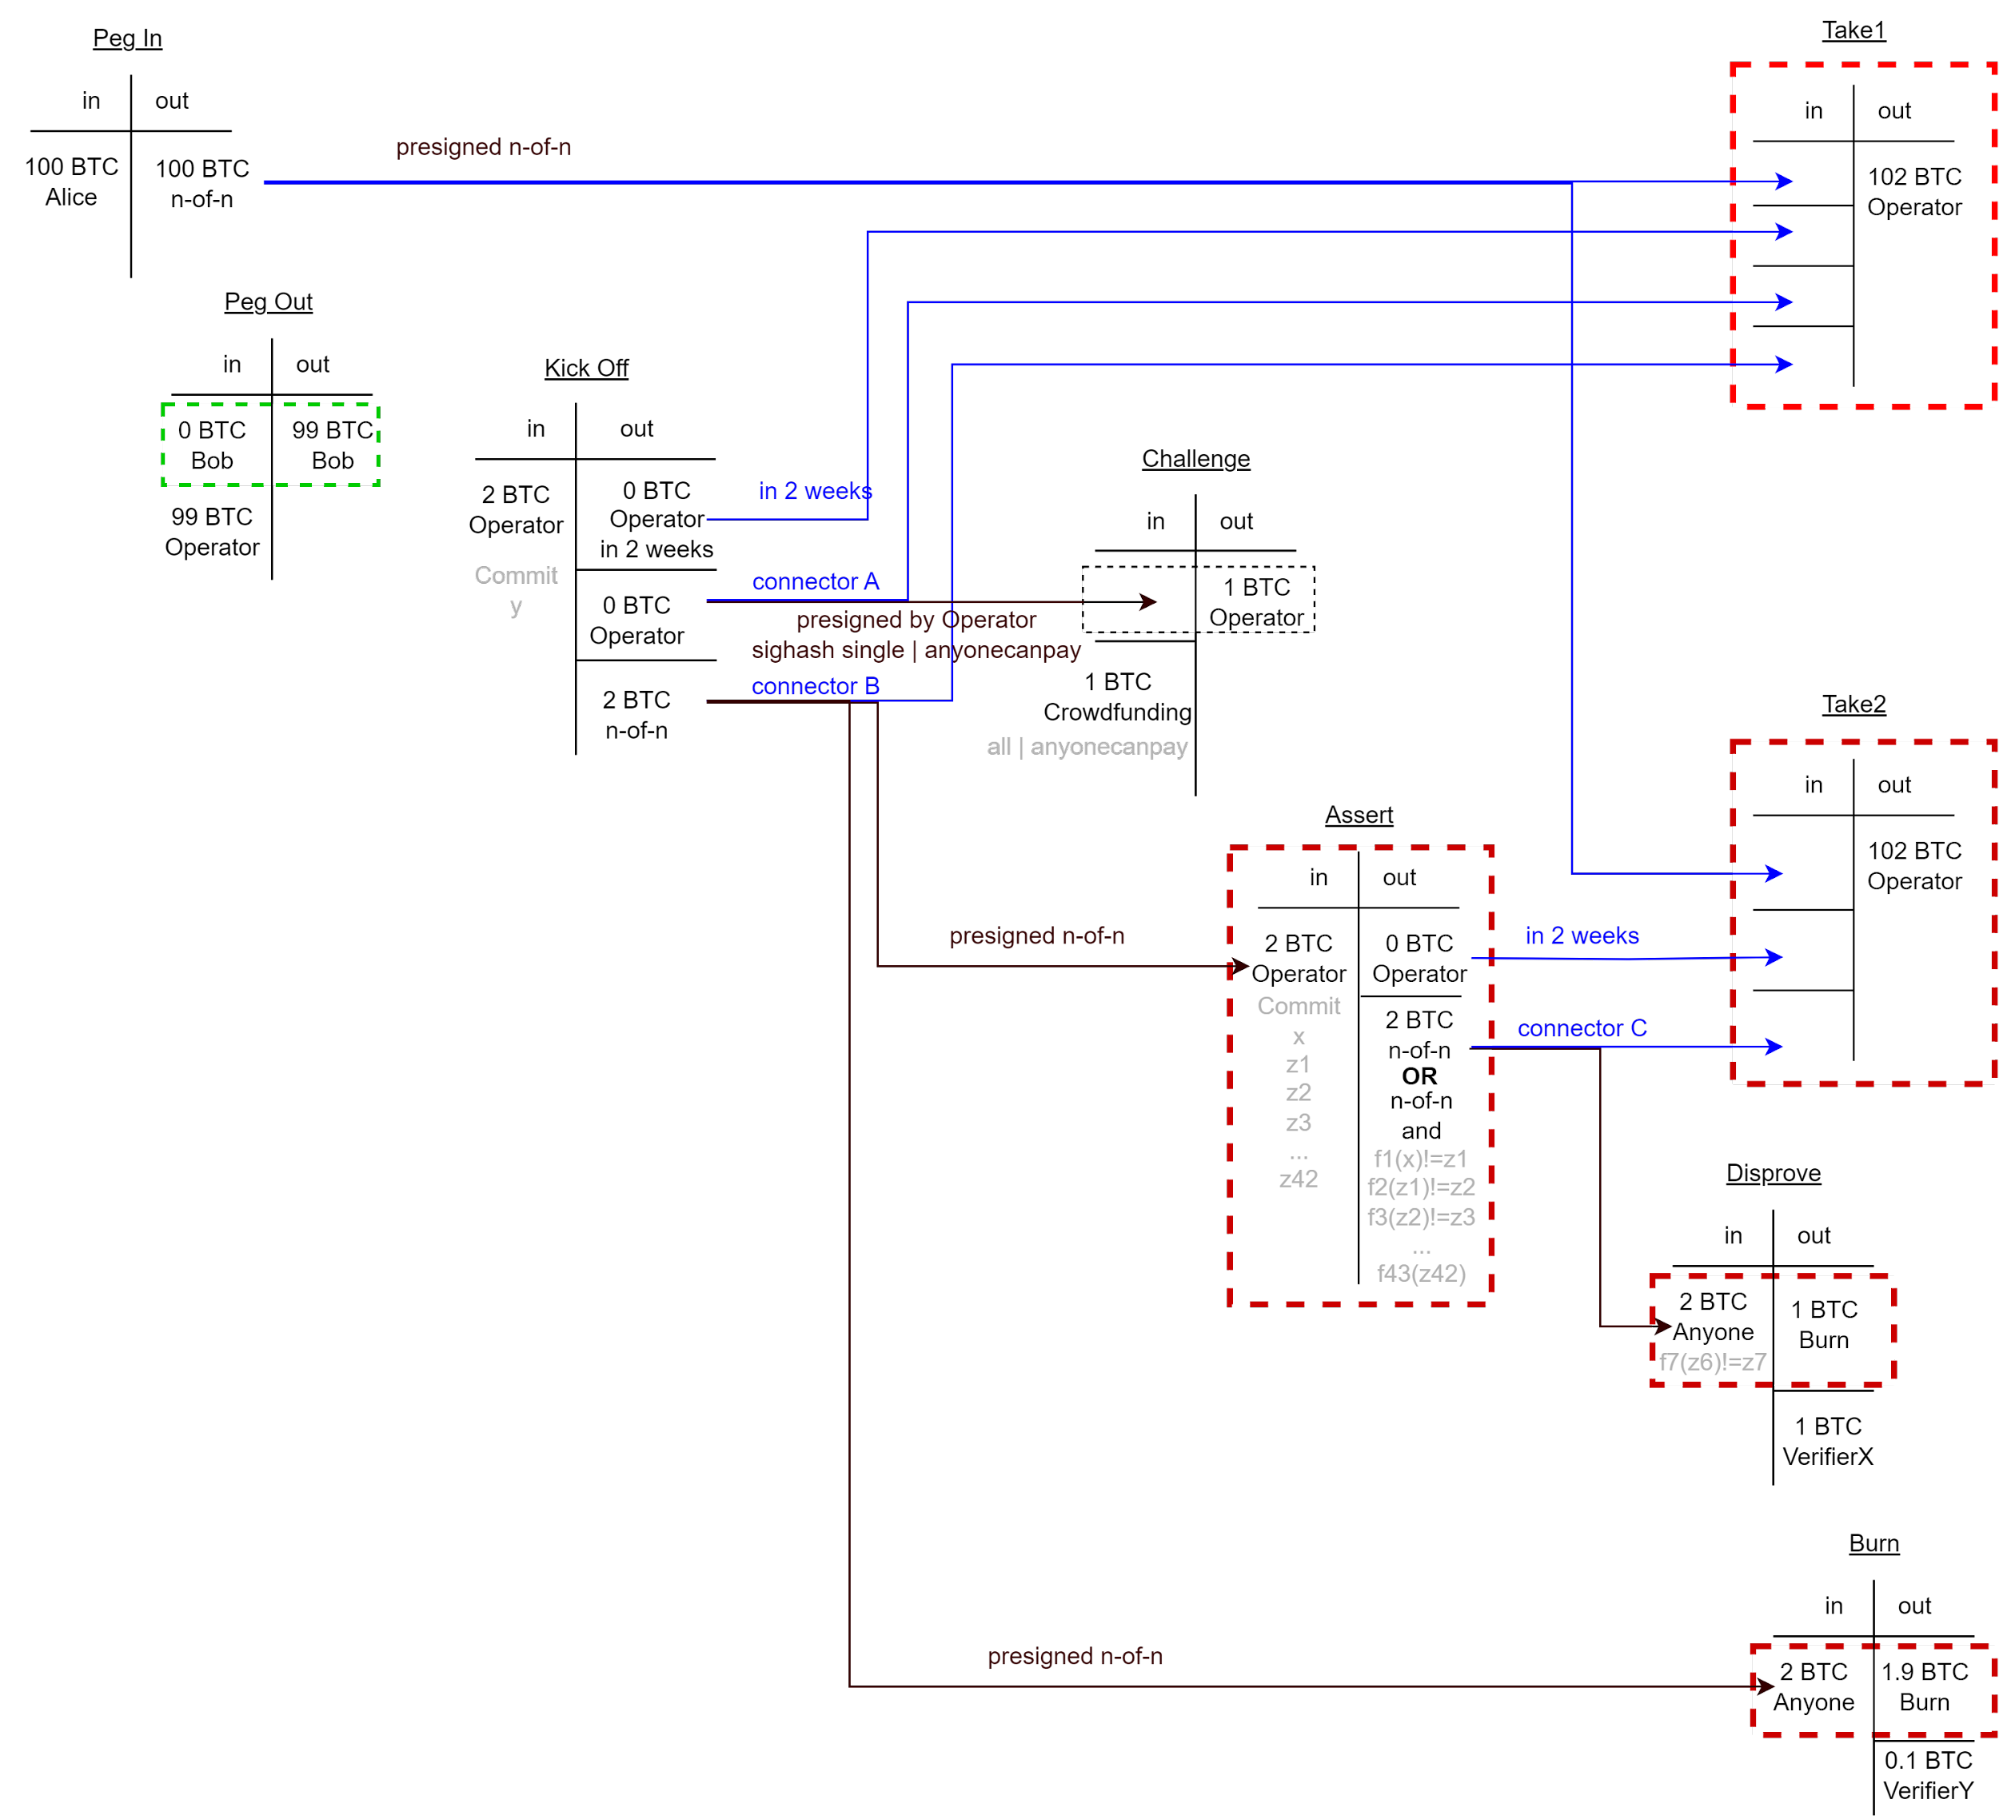 Peg In
in
out
100 BTC
Alice
100 BTC
n-of-n
presigned n-of-n
Take1
in
out
102 BTC
Operator
Peg Out
in
out
0 BTC
Bob
99 BTC
Bob
99 BTC
Operator
Kick Off
in
out
2 BTC
Operator
Commit
y
0 BTC
Operator
in 2 weeks
0 BTC
Operator
2 BTC
n-of-n
in 2 weeks
connector A
presigned by Operator
sighash single | anyonecanpay
connector B
Challenge
in
out
1 BTC
Operator
1 BTC
Crowdfunding
all | anyonecanpay
Take2
in
out
102 BTC
Operator
Assert
in
out
presigned n-of-n
2 BTC
Operator
Commit
x
z1
z2
z3
...
z42
0 BTC
Operator
2 BTC
n-of-n
OR
n-of-n
and
f1(x)!=z1
f2(z1)!=z2
f3(z2)!=z3
...
f43(z42)
in 2 weeks
connector C
Disprove
in
out
2 BTC
Anyone
f7(z6)!=z7
1 BTC
Burn
1 BTC
VerifierX
Burn
in
out
presigned n-of-n
2 BTC
Anyone
1.9 BTC
Burn
0.1 BTC
VerifierY